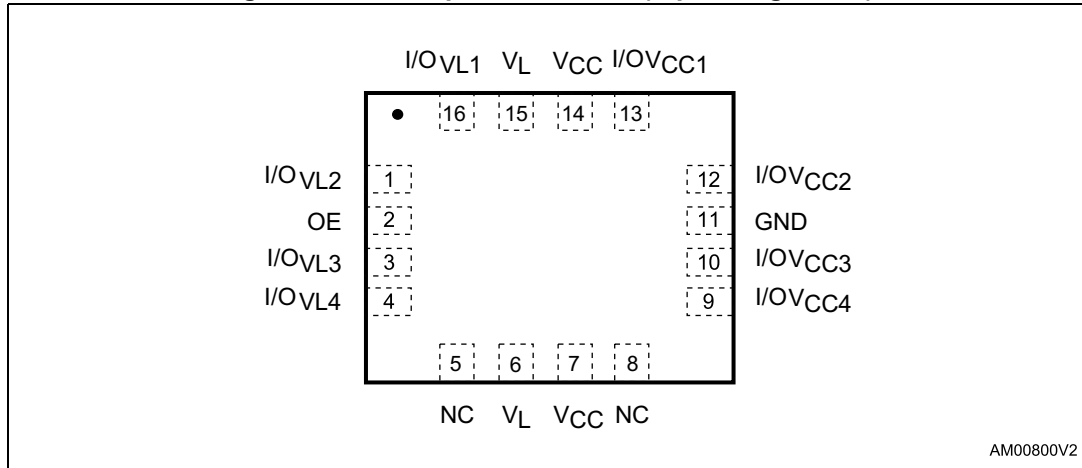 I/OVL1 VL VCC I/OVCC1
16 15 14 13
I/OVL2 1 12 I/OVCC2
OE 2 11 GND
I/OVL3 3 10 I/OVCC3
I/OVL4 4 9 I/OVCC4
5 6 7 8
NC VL VCC NC
AM00800V2